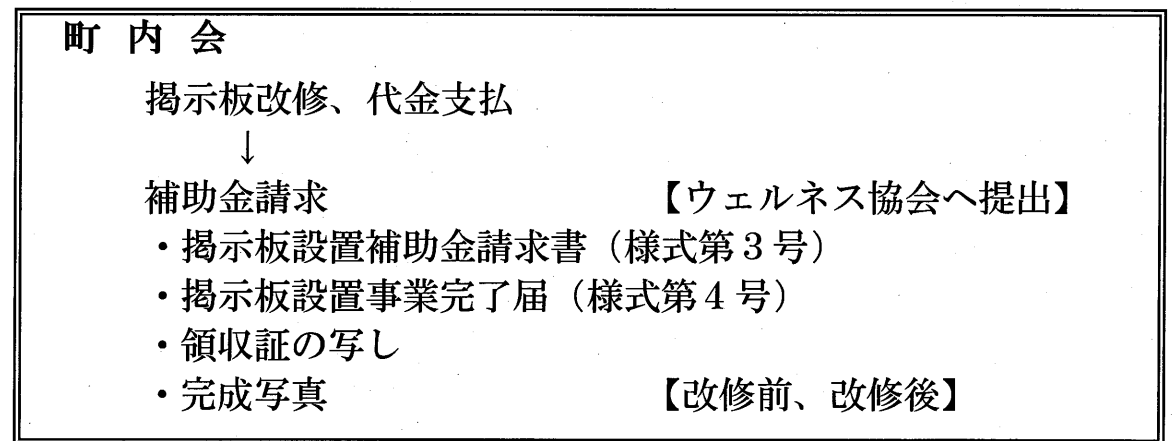 町 内 会
掲示板改修、代金支払
↓
補助金請求 【ウェルネス協会へ提出】
・掲示板設置補助金請求書（様式第３号）
・掲示板設置事業完了届（様式第４号）
・領収証の写し
・完成写真 【改修前、改修後】